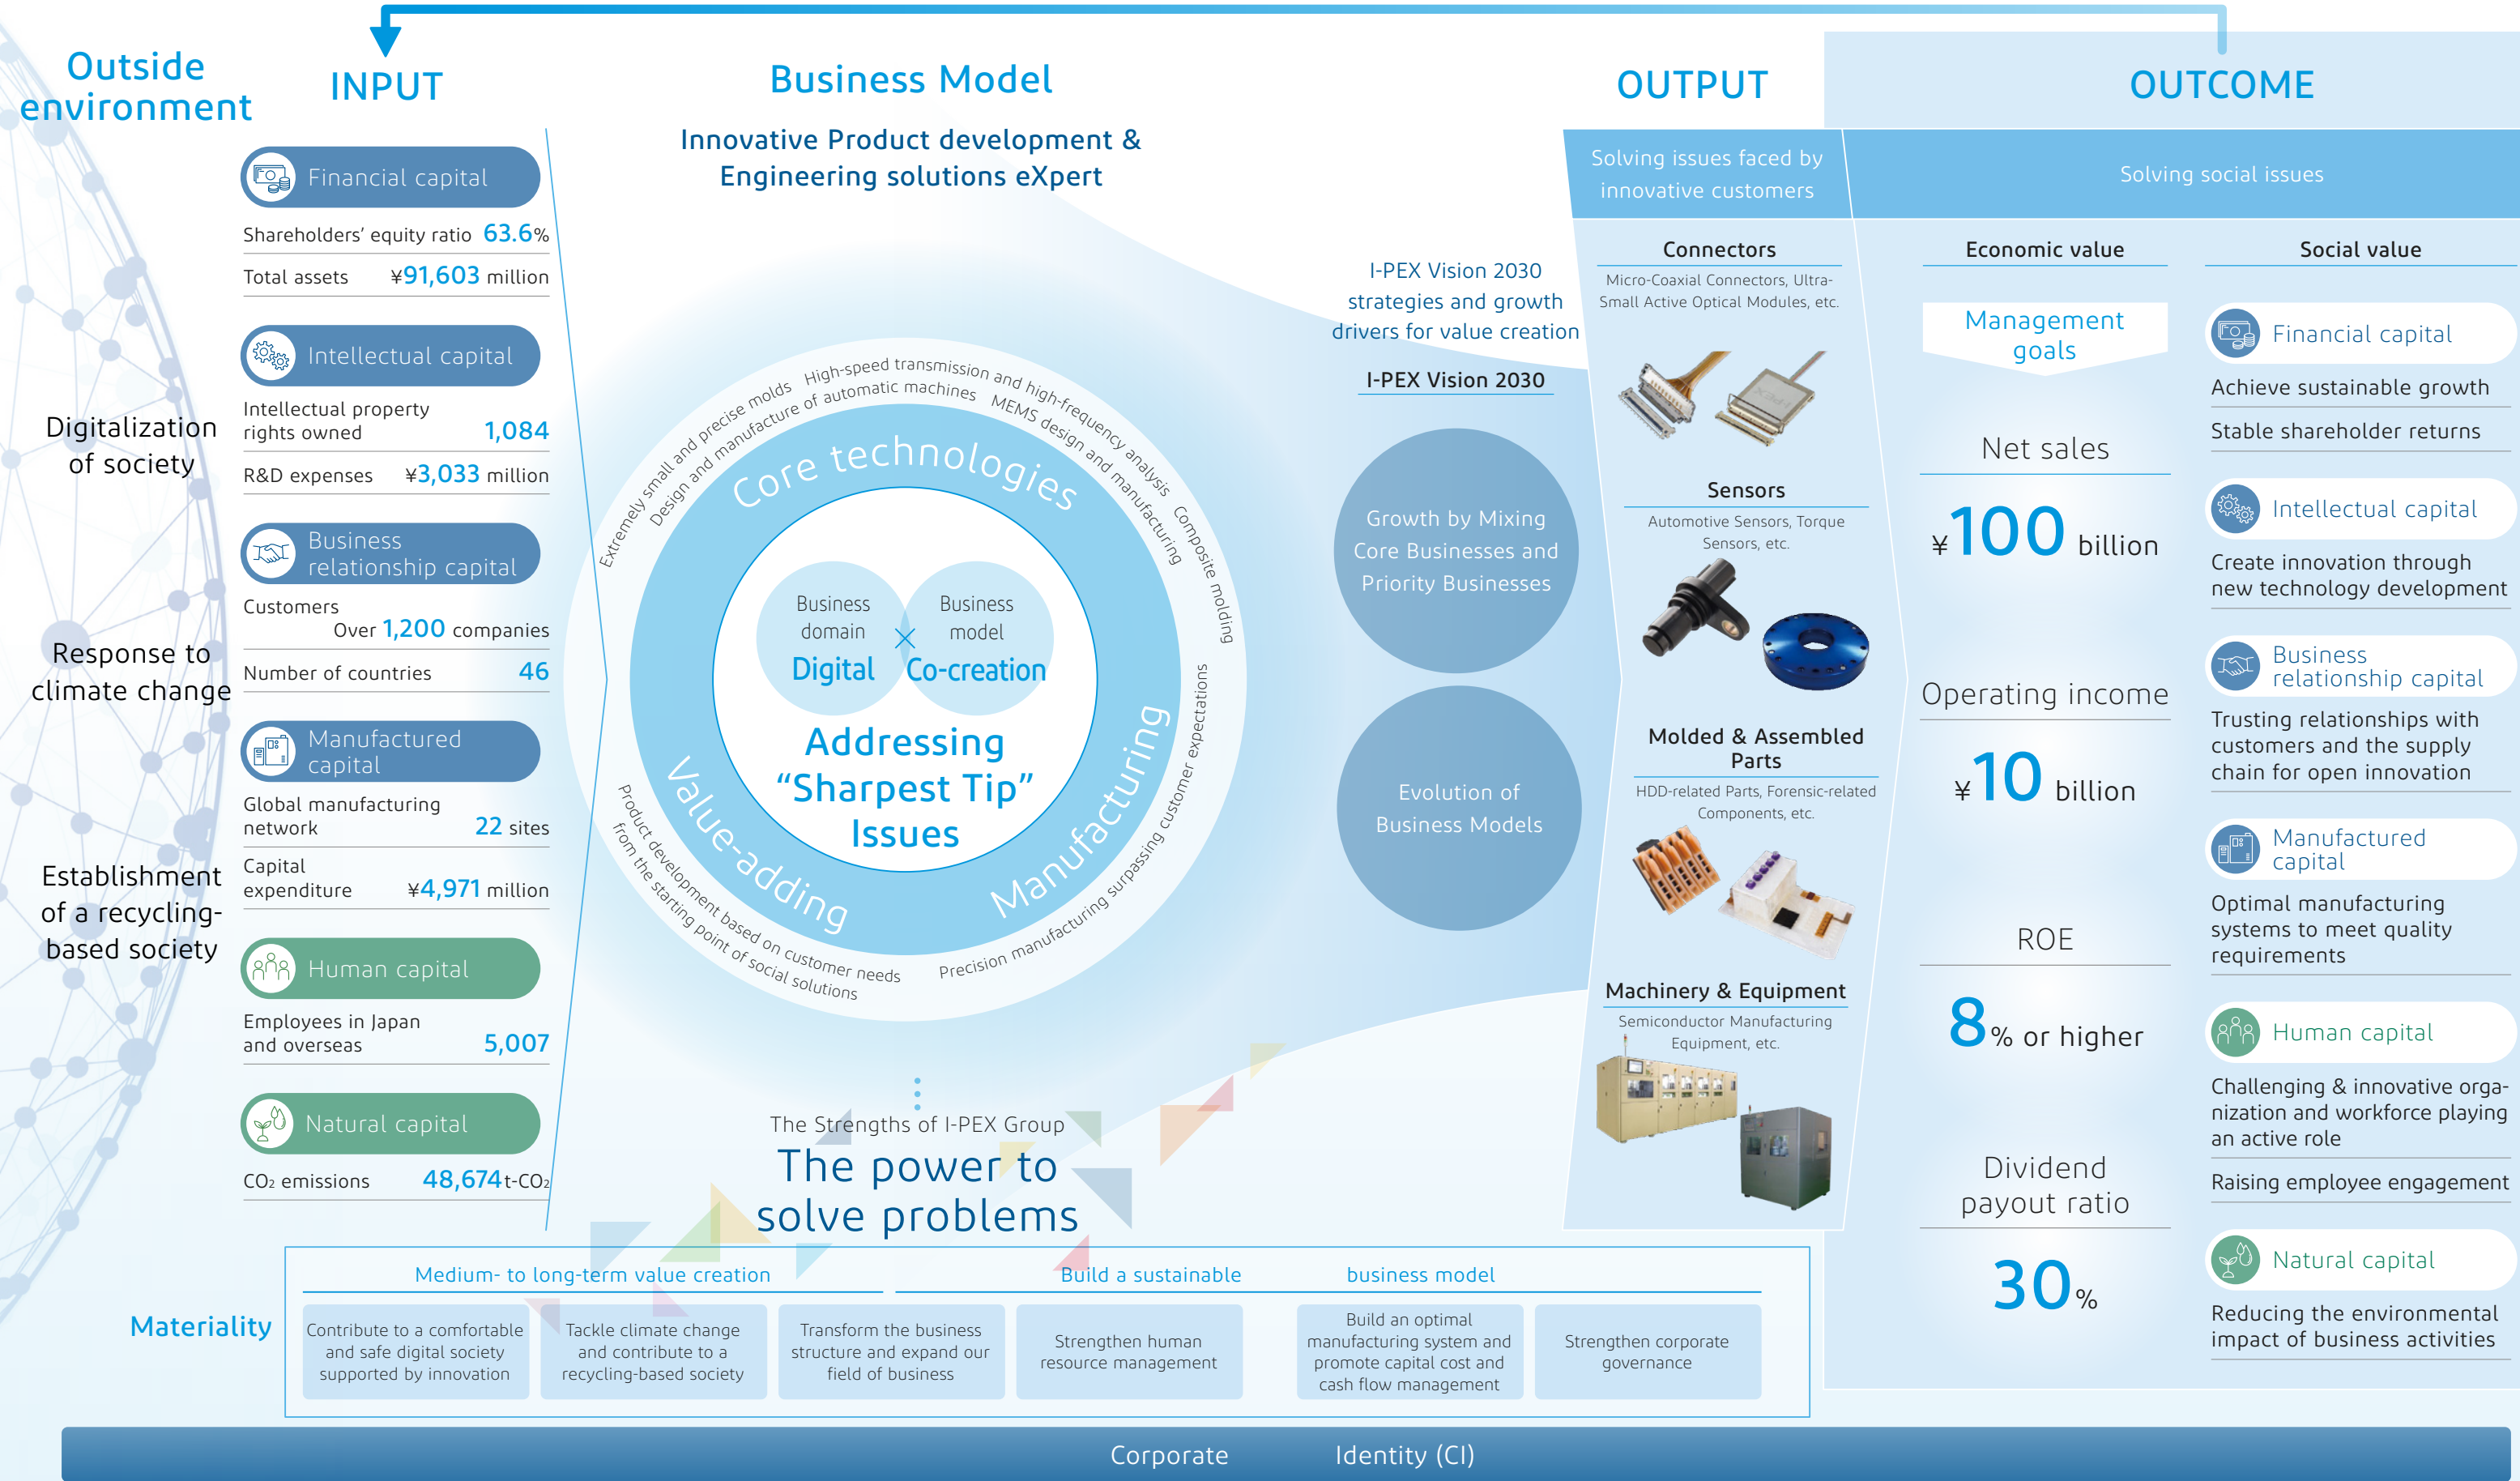 Outside
environment
Digitalization
of society
Response to
climate change
Establishment
of a recycling-
based society
INPUT
Financial capital
Shareholders’ equity ratio 63.6%
Total assets ¥91,603 million
Intellectual capital
Intellectual property
rights owned 1,084
R&D expenses ¥3,033 million
Business
relationship capital
Customers
Over 1,200 companies
Number of countries 46
Manufactured
capital
Global manufacturing
network 22 sites
Capital
expenditure ¥4,971 million
Human capital
Employees in Japan
and overseas 5,007
Natural capital
CO2 emissions 48,674 t-CO2
Business Model
Innovative Product development &
Engineering solutions eXpert
Extremely small and precise molds High-speed transmission and high-frequency analysis Composite molding
Design and manufacture of automatic machines MEMS design and manufacturing
Core technologies
Business
domain
Digital
×
Business
model
Co-creation
Addressing
“Sharpest Tip”
Issues
Value-adding
Manufacturing
Product development based on customer needs
from the starting point of social solutions
Precision manufacturing surpassing customer expectations
The Strengths of I-PEX Group
The power to
solve problems
I-PEX Vision 2030
strategies and growth
drivers for value creation
I-PEX Vision 2030
Growth by Mixing
Core Businesses and
Priority Businesses
Evolution of
Business Models
OUTPUT
Solving issues faced by
innovative customers
Connectors
Micro-Coaxial Connectors, Ultra-
Small Active Optical Modules, etc.
Sensors
Automotive Sensors, Torque
Sensors, etc.
Molded & Assembled
Parts
HDD-related Parts, Forensic-related
Components, etc.
Machinery & Equipment
Semiconductor Manufacturing
Equipment, etc.
OUTCOME
Solving social issues
Economic value
Management
goals
Net sales
¥100 billion
Operating income
¥10 billion
ROE
8% or higher
Dividend
payout ratio
30%
Social value
Financial capital
Achieve sustainable growth
Stable shareholder returns
Intellectual capital
Create innovation through
new technology development
Business
relationship capital
Trusting relationships with
customers and the supply
chain for open innovation
Manufactured
capital
Optimal manufacturing
systems to meet quality
requirements
Human capital
Challenging & innovative orga-
nization and workforce playing
an active role
Raising employee engagement
Natural capital
Reducing the environmental
impact of business activities
Materiality
Medium- to long-term value creation
Contribute to a comfortable
and safe digital society
supported by innovation
Tackle climate change
and contribute to a
recycling-based society
Transform the business
structure and expand our
field of business
Build a sustainable business model
Strengthen human
resource management
Build an optimal
manufacturing system and
promote capital cost and
cash flow management
Strengthen corporate
governance
Corporate Identity (CI)